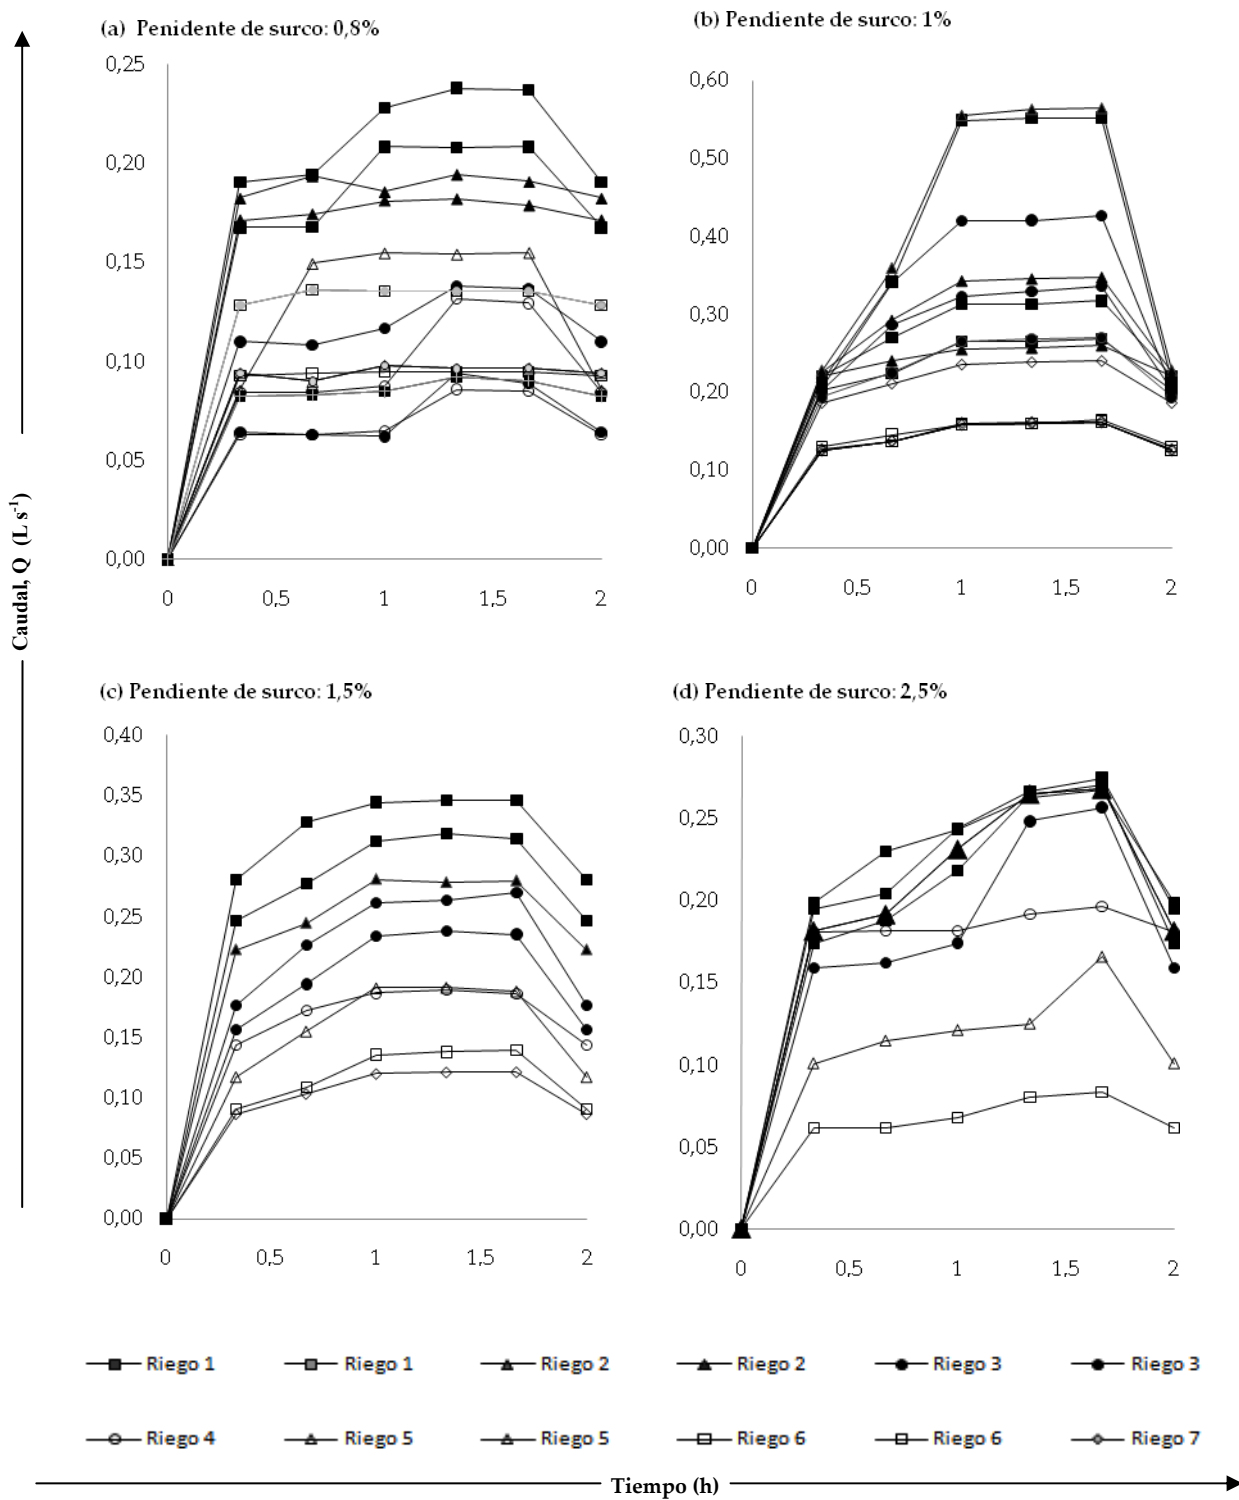 (a) Penidente de surco: 0,8%
0,25
0,20
0,15
0,10
0,05
0,00
0 0,5 1 1,5 2
(b) Pendiente de surco: 1%
0,60
0,50
0,40
0,30
0,20
0,10
0,00
0 0,5 1 1,5 2
Caudal, Q (L s-1)
(c) Pendiente de surco: 1,5%
0,40
0,35
0,30
0,25
0,20
0,15
0,10
0,05
0,00
0 0,5 1 1,5 2
(d) Pendiente de surco: 2,5%
0,30
0,25
0,20
0,15
0,10
0,05
0,00
0 0,5 1 1,5 2
Riego 1 Riego 1 Riego 2 Riego 2 Riego 3 Riego 3
Riego 4 Riego 5 Riego 5 Riego 6 Riego 6 Riego 7
Tiempo (h)